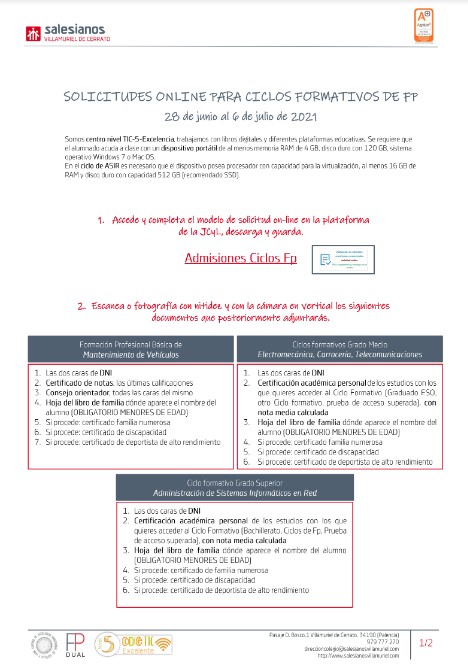 salesianos
VILLAMURIEL DE CERRATO
SOLICITUDES ONLINE PARA CICLOS FORMATIVOS DE FP
28 de junio al 6 de julio de 2021
Somos centro nivel TIC-5-Excelencia, trabajamos con libros digitales y diferentes plataformas educativas. Se requiere que
el alumnado acuda a clase con un dispositivo portátil de al menos memoria RAM de 4 GB, disco duro con 120 GB, sistema
operativo Windows 7 o Mac OS.
En el ciclo de ASIR es necesario que el dispositivo posea procesador con capacidad para la virtualización, al menos 16 GB de
RAM y disco duro con capacidad 512 GB (recomendado SSD).
1. Accede y completa el modelo de solicitud on-line en la plataforma
de la JCyL, descarga y guarda.
Admisiones Ciclos Fp
2. Escanea o fotografía con nitidez y con la cámara en vertical los siguientes
documentos que posteriormente adjuntarás.
Formación Profesional Básica de
Mantenimiento de Vehículos
1. Las dos caras de DNI
2. Certificado de notas, las últimas calificaciones
3. Consejo orientador, todas las caras del mismo
4. Hoja del libro de familia dónde aparece el nombre del
alumno (OBLIGATORIO MENORES DE EDAD)
5. Si procede: certificado familia numerosa
6. Si procede: certificado de discapacidad
7. Si procede: certificado de deportista de alto rendimiento
Ciclos formativos Grado Medio
Electromecánica, Carrocería, Telecomunicaciones
1. Las dos caras de DNI
2. Certificación académica personal de los estudios con los
que quieres acceder al Ciclo Formativo (Graduado ESO,
otro Ciclo formativo, prueba de acceso superada), con
nota media calculada
3. Hoja del libro de familia dónde aparece el nombre del
alumno (OBLIGATORIO MENORES DE EDAD)
4. Si procede: certificado familia numerosa
5. Si procede: certificado de discapacidad
6. Si procede: certificado de deportista de alto rendimiento
Ciclo formativo Grado Superior
Administración de Sistemas Informáticos en Red
1. Las dos caras de DNI
2. Certificación académica personal de los estudios con los que
quieres acceder al Ciclo Formativo (Bachillerato, Ciclos de Fp, Prueba
de acceso superada), con nota media calculada
3. Hoja del libro de familia dónde aparece el nombre del alumno
(OBLIGATORIO MENORES DE EDAD)
4. Si procede: certificado de familia numerosa
5. Si procede: certificado de discapacidad
6. Si procede: certificado de deportista de alto rendimiento
FP
DUAL
5
CODICTIC
Excelente
Pasaje D. Bosco, 1 Villamuriel de Cerrato, 34190 (Palencia)
979 777 220
direccioncolegio@salesianosvillamuriel.com
http://www.salesianosvillamuriel.com
1/2